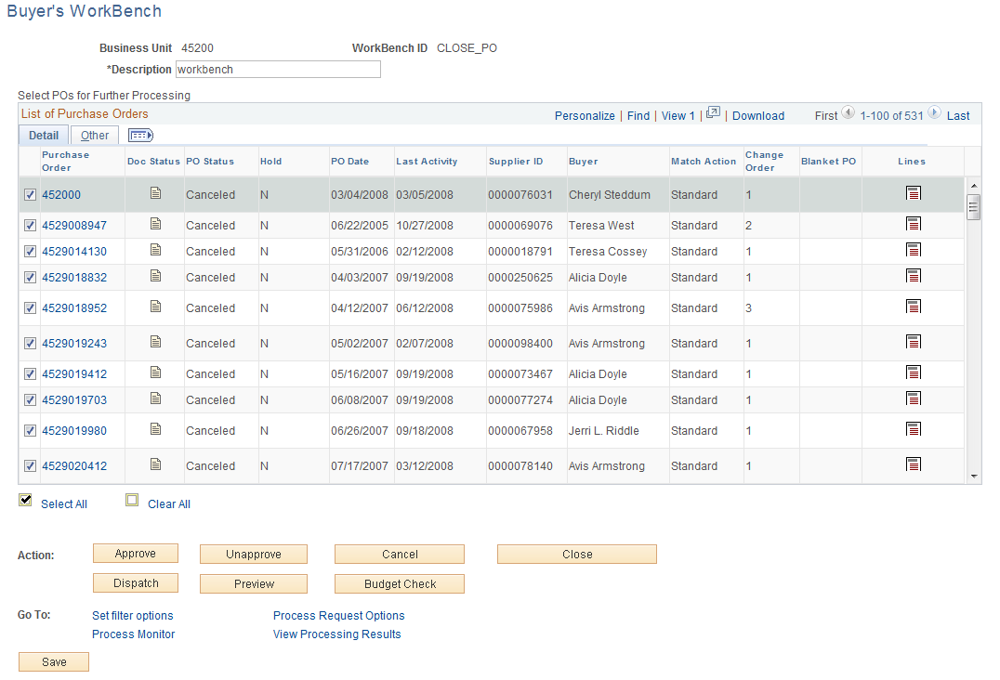 Buyer's WorkBench
Business Unit 45200 WorkBench ID CLOSE_PO
*Description workbench
Select POs for Further Processing
List of Purchase Orders Personalize | Find | View 1 | | Download First 1-100 of 531 Last
Detail Other
Purchase Order Doc Status PO Status Hold PO Date Last Activity Supplier ID Buyer Match Action Change Order Blanket PO Lines
452000 Canceled N 03/04/2008 03/05/2008 0000076031 Cheryl Steddum Standard 1
4529008947 Canceled N 06/22/2005 10/27/2008 0000069076 Teresa West Standard 2
4529014130 Canceled N 05/31/2006 02/12/2008 0000018791 Teresa Cossey Standard 1
4529018832 Canceled N 04/03/2007 09/19/2008 0000250625 Alicia Doyle Standard 1
4529018952 Canceled N 04/12/2007 06/12/2008 0000075986 Avis Armstrong Standard 3
4529019243 Canceled N 05/02/2007 02/07/2008 0000098400 Avis Armstrong Standard 1
4529019412 Canceled N 05/16/2007 09/19/2008 0000073467 Alicia Doyle Standard 1
4529019703 Canceled N 06/08/2007 09/19/2008 0000077274 Alicia Doyle Standard 1
4529019980 Canceled N 06/26/2007 09/18/2008 0000067958 Jerri L. Riddle Standard 1
4529020412 Canceled N 07/17/2007 03/12/2008 0000078140 Avis Armstrong Standard 1
Select All Clear All
Action: Approve Unapprove Cancel Close
Dispatch Preview Budget Check
Go To: Set filter options Process Request Options
Process Monitor View Processing Results
Save